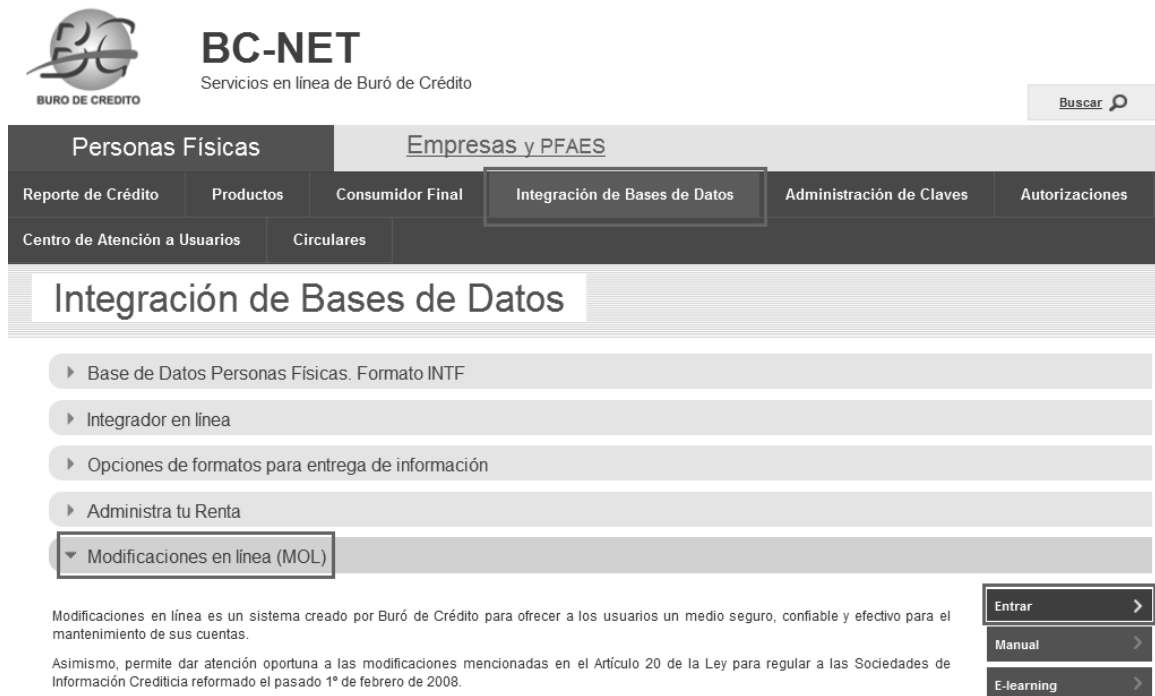 BURO DE CREDITO
BC-NET
Servicios en línea de Buró de Crédito
Buscar
Personas Físicas
Empresas y PFAES
Reporte de Crédito
Productos
Consumidor Final
Integración de Bases de Datos
Administración de Claves
Autorizaciones
Centro de Atención a Usuarios
Circulares
Integración de Bases de Datos
Base de Datos Personas Físicas. Formato INTF
Integrador en línea
Opciones de formatos para entrega de información
Administra tu Renta
Modificaciones en línea (MOL)
Modificaciones en línea es un sistema creado por Buró de Crédito para ofrecer a los usuarios un medio seguro, confiable y efectivo para el
mantenimiento de sus cuentas.
Asimismo, permite dar atención oportuna a las modificaciones mencionadas en el Artículo 20 de la Ley para regular a las Sociedades de
Información Crediticia reformado el pasado 1º de febrero de 2008.
Entrar
Manual
E-learning